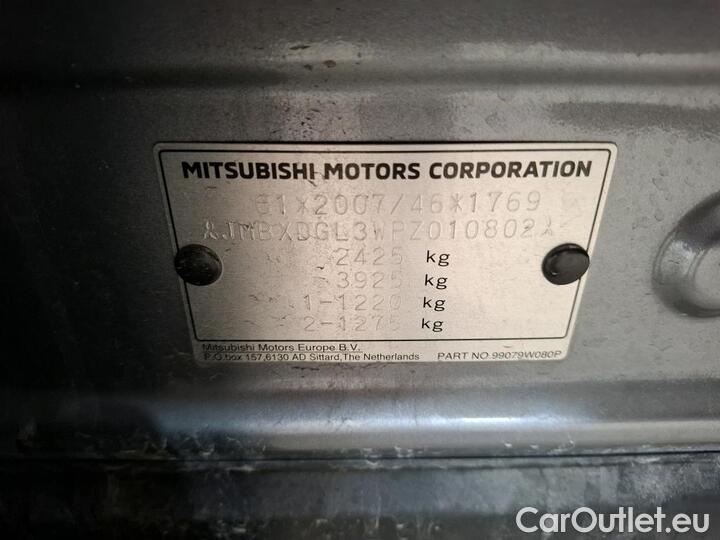 MITSUBISHI MOTORS CORPORATION
e1*2007/46*1769
JMBXDGL3WPZ010802
2425 kg
3925 kg
1-1220 kg
2-1275 kg
Mitsubishi Motors Europe B.V.
P.O.box 157,6130 AD Sittard,The Netherlands PART NO.99079W080P
CarOutlet.eu